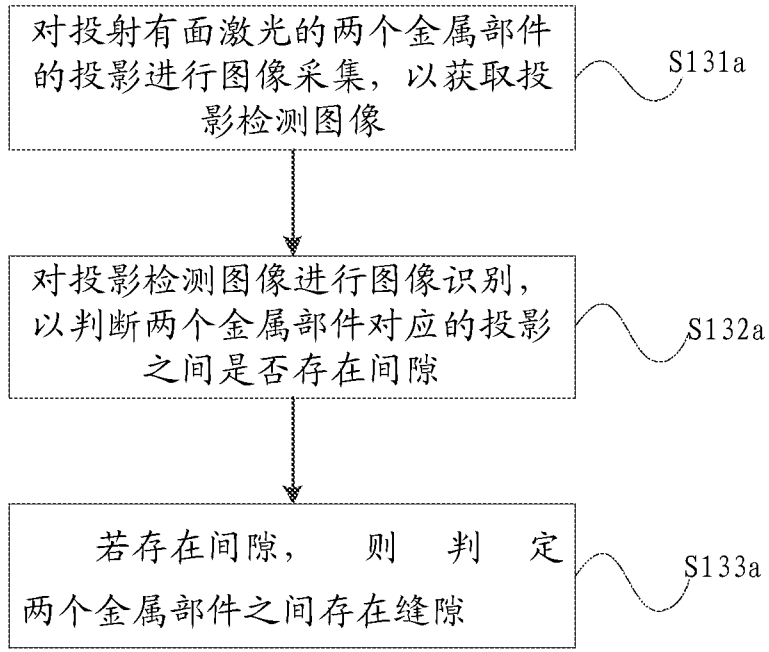 对投射有面激光的两个金属部件
的投影进行图像采集，以获取投
影检测图像
S131a
对投影检测图像进行图像识别，
以判断两个金属部件对应的投影
之间是否存在间隙
S132a
若存在间隙， 则 判 定
两个金属部件之间存在缝隙
S133a